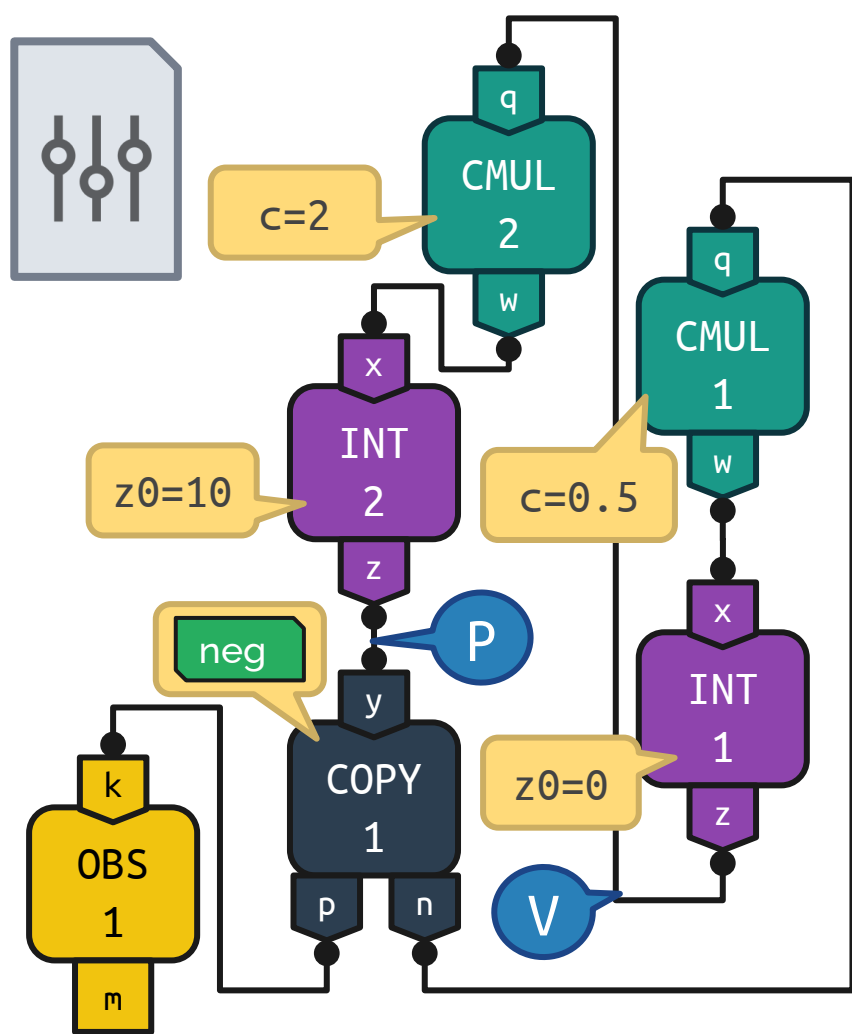 q
CMUL
2
w
c=2
q
CMUL
1
w
c=0.5
x
INT
2
z
z0=10
x
INT
1
z
z0=0
P
neg
y
COPY
1
p
n
k
OBS
1
m
V